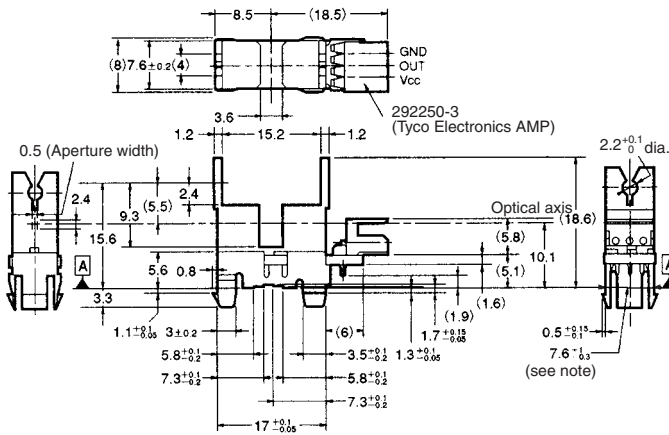 8.5 (18.5)
(8) 7.6±0.2 (4)
GND
OUT
Vcc
3.6
292250-3
(Tyco Electronics AMP)
1.2 15.2 1.2
0.5 (Aperture width)
2.2 +0.1 0 dia.
2.4
2.4
(5.5)
9.3
15.6
Optical axis
(18.6)
(5.8)
10.1
A
5.6
0.8
(5.1)
A
3.3
(1.6)
(1.9)
1.1 +0.1 -0.05
3±0.2
(6)
1.7 +0.15 -0.05
0.5 +0.15 -0.1
5.8 +0.1 -0.2
3.5 +0.1 -0.2
1.3 +0.1 -0.05
(see note)
7.3 +0.1 -0.2
5.8 +0.1 -0.2
7.3 +0.1 -0.2
17 +0.1 -0.05